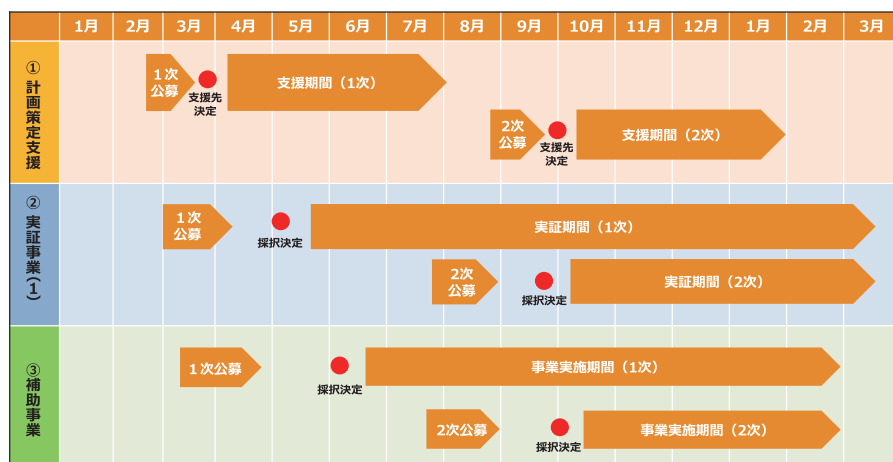 1月 2月 3月 4月 5月 6月 7月 8月 9月 10月 11月 12月 1月 2月 3月
①計画策定支援
1次
公募
支援先
決定
支援期間（1次）
2次
公募
支援先
決定
支援期間（2次）
②実証事業(1)
1次
公募
採択決定
実証期間（1次）
2次
公募
採択決定
実証期間（2次）
③補助事業
1次公募
採択決定
事業実施期間（1次）
2次公募
採択決定
事業実施期間（2次）